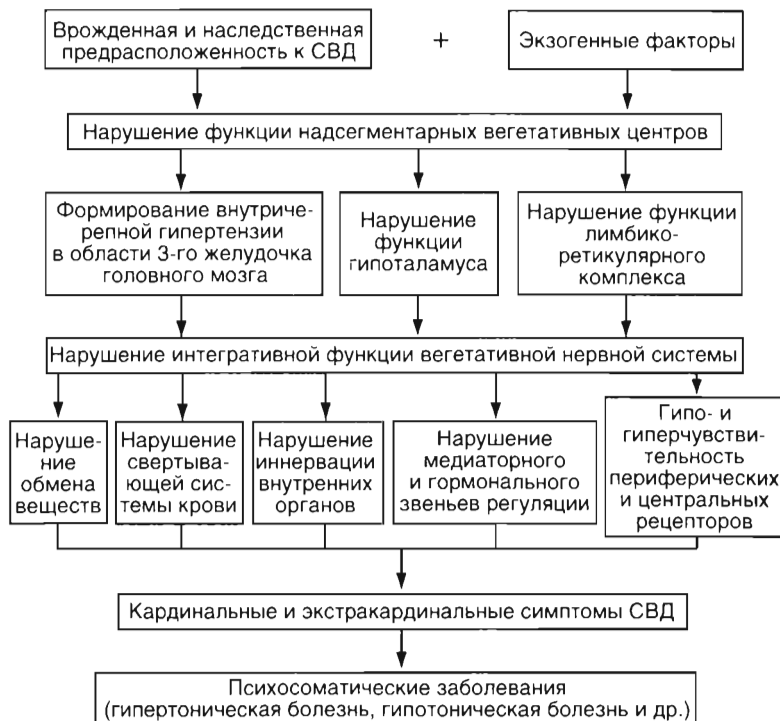 Врожденная и наследственная
предрасположенность к СВД
+
Экзогенные факторы
Нарушение функции надсегментарных вегетативных центров
Формирование внутриче-
репной гипертензии
в области 3-го желудочка
головного мозга
Нарушение
функции
гипоталамуса
Нарушение функции
лимбико-
ретикулярного
комплекса
Нарушение интегративной функции вегетативной нервной системы
Наруше-
ние
обмена
веществ
Нарушение
свертыва-
ющей сис-
темы крови
Нарушение
иннервации
внутренних
органов
Нарушение
медиаторного
и гормонального
звеньев регуляции
Гипо- и
гиперчувстви-
тельность
периферических
и центральных
рецепторов
Кардинальные и экстракардинальные симптомы СВД
Психосоматические заболевания
(гипертоническая болезнь, гипотоническая болезнь и др.)